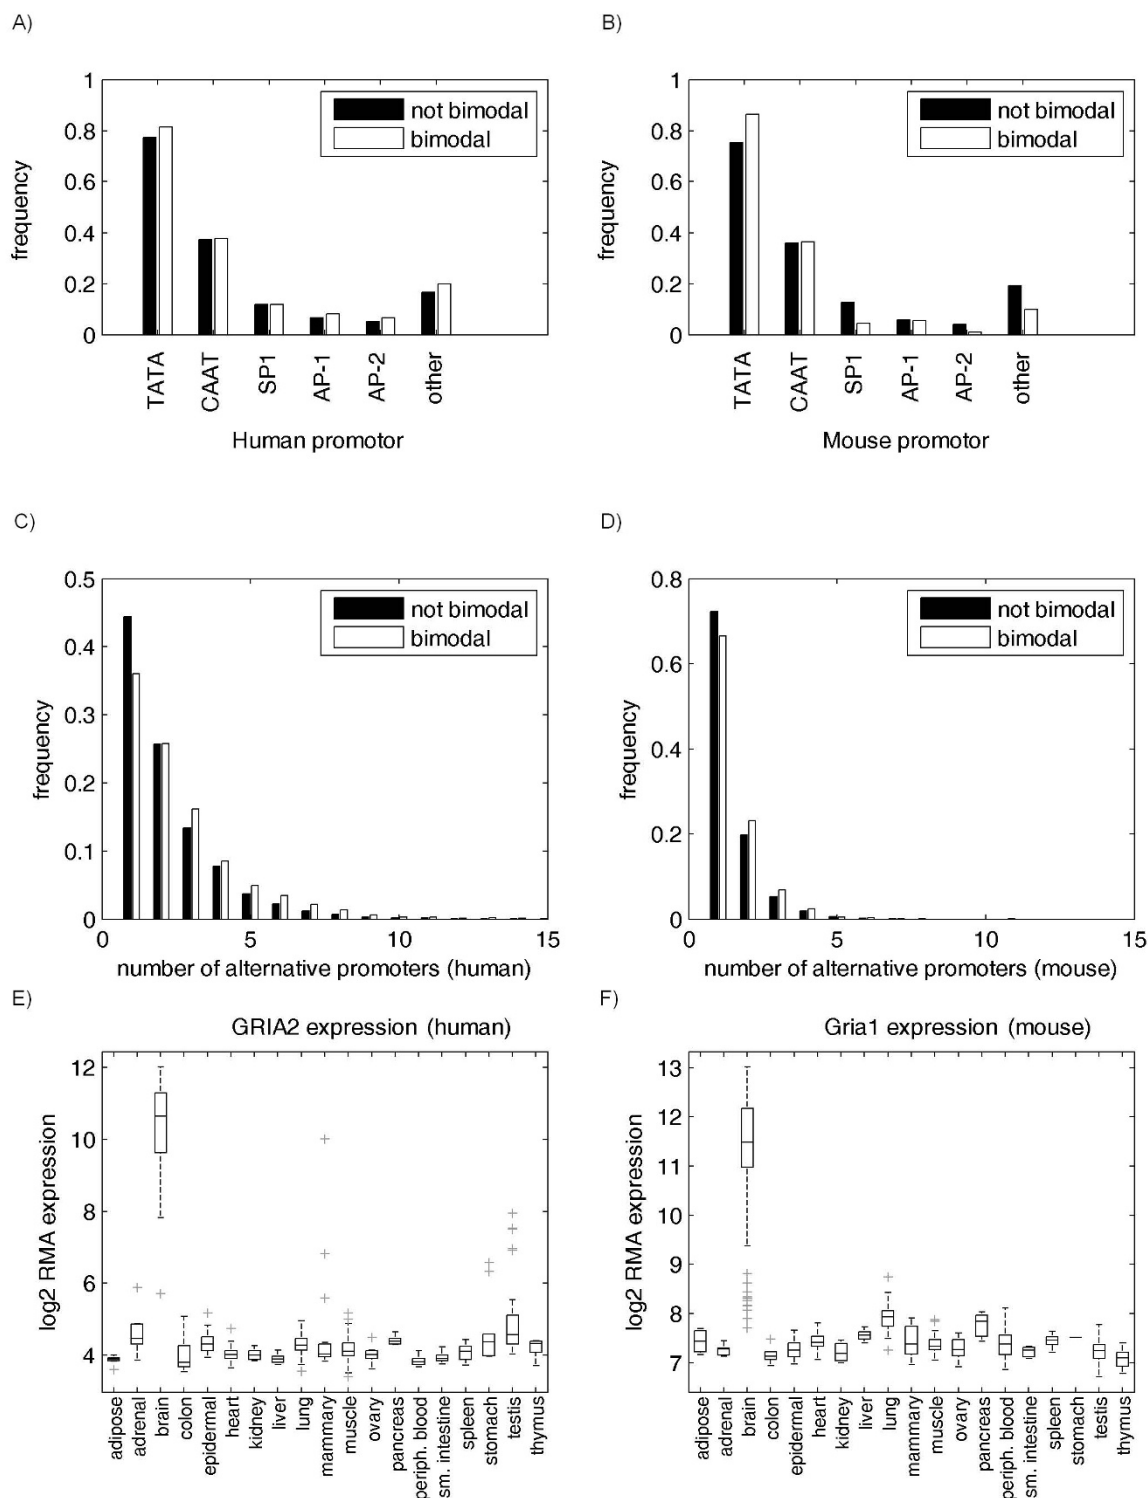 A)
1
0.8
0.6
0.4
0.2
0
frequency
not bimodal
bimodal
TATA
CAAT
SP1
AP-1
AP-2
other
Human promotor
B)
1
0.8
0.6
0.4
0.2
0
frequency
not bimodal
bimodal
TATA
CAAT
SP1
AP-1
AP-2
other
Mouse promotor
C)
0.5
0.4
0.3
0.2
0.1
0
frequency
not bimodal
bimodal
0 5 10 15
number of alternative promoters (human)
D)
0.8
0.6
0.4
0.2
0
frequency
not bimodal
bimodal
0 5 10 15
number of alternative promoters (mouse)
E)
GRIA2 expression (human)
12
10
8
6
4
log2 RMA expression
adipose
adrenal
brain
colon
epidermal
heart
kidney
liver
lung
mammary
muscle
ovary
pancreas
periph. blood
sm. intestine
spleen
stomach
testis
thymus
F)
Gria1 expression (mouse)
13
12
11
10
9
8
7
log2 RMA expression
adipose
adrenal
brain
colon
epidermal
heart
kidney
liver
lung
mammary
muscle
ovary
pancreas
periph. blood
sm. intestine
spleen
stomach
testis
thymus